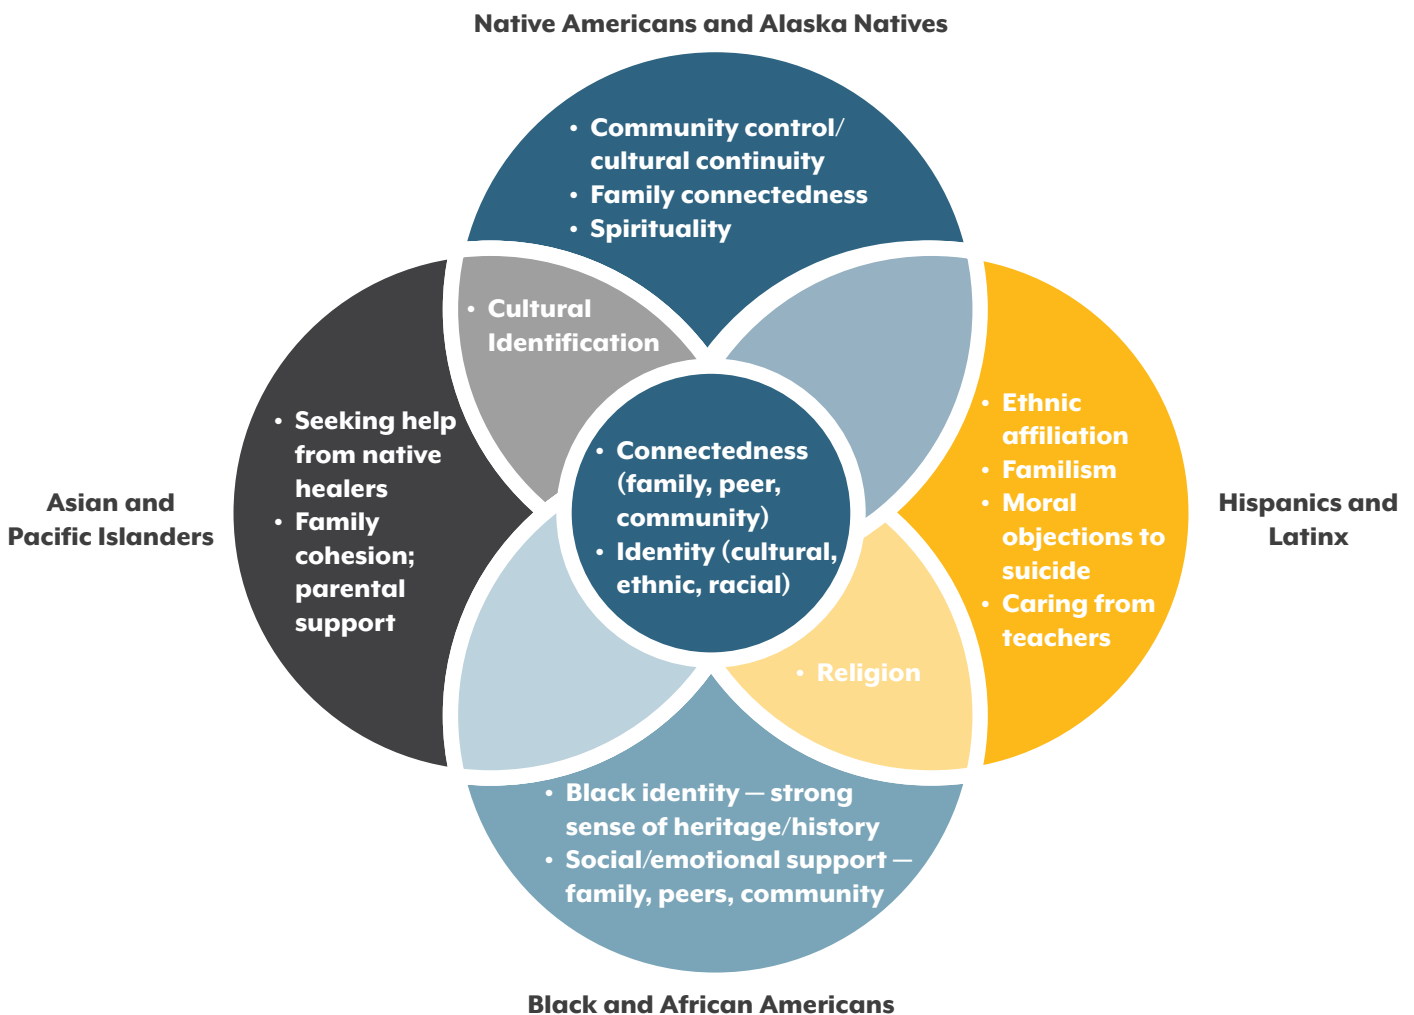 Native Americans and Alaska Natives
• Community control/
cultural continuity
• Family connectedness
• Spirituality
• Cultural
Identification
Asian and
Pacific Islanders
• Seeking help
from native
healers
• Family
cohesion;
parental
support
• Connectedness
(family, peer,
community)
• Identity (cultural,
ethnic, racial)
• Ethnic
affiliation
• Familism
• Moral
objections to
suicide
• Caring from
teachers
Hispanics and
Latinx
• Religion
• Black identity — strong
sense of heritage/history
• Social/emotional support —
family, peers, community
Black and African Americans